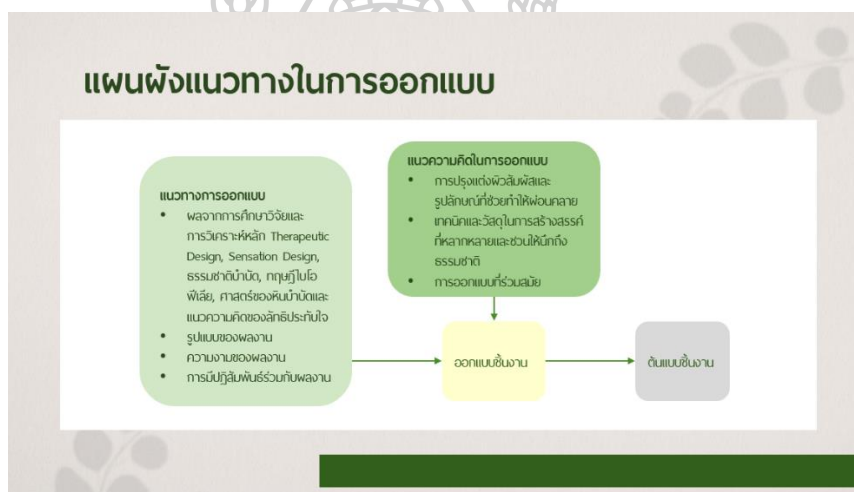 แผนผังแนวทางในการออกแบบ
แนวทางการออกแบบ
• ผลจากการศึกษาวิจัยและ
การวิเคราะห์หลัก Therapeutic
Design, Sensation Design,
ธรรมชาติบำบัด, ทฤษฎีไบโอ
ฟีเลีย, ศาสตร์ของหินบำบัดและ
แนวความคิดของลัทธิประทับใจ
• รูปแบบของผลงาน
• ความงามของผลงาน
• การมีปฏิสัมพันธ์ร่วมกับผลงาน
แนวความคิดในการออกแบบ
• การปรุงแต่งผิวสัมผัสและ
รูปลักษณ์ที่ช่วยทำให้ผ่อนคลาย
• เทคนิคและวัสดุในการสร้างสรรค์
ที่หลากหลายและชวนให้นึกถึง
ธรรมชาติ
• การออกแบบที่ร่วมสมัย
ออกแบบชิ้นงาน
ต้นแบบชิ้นงาน